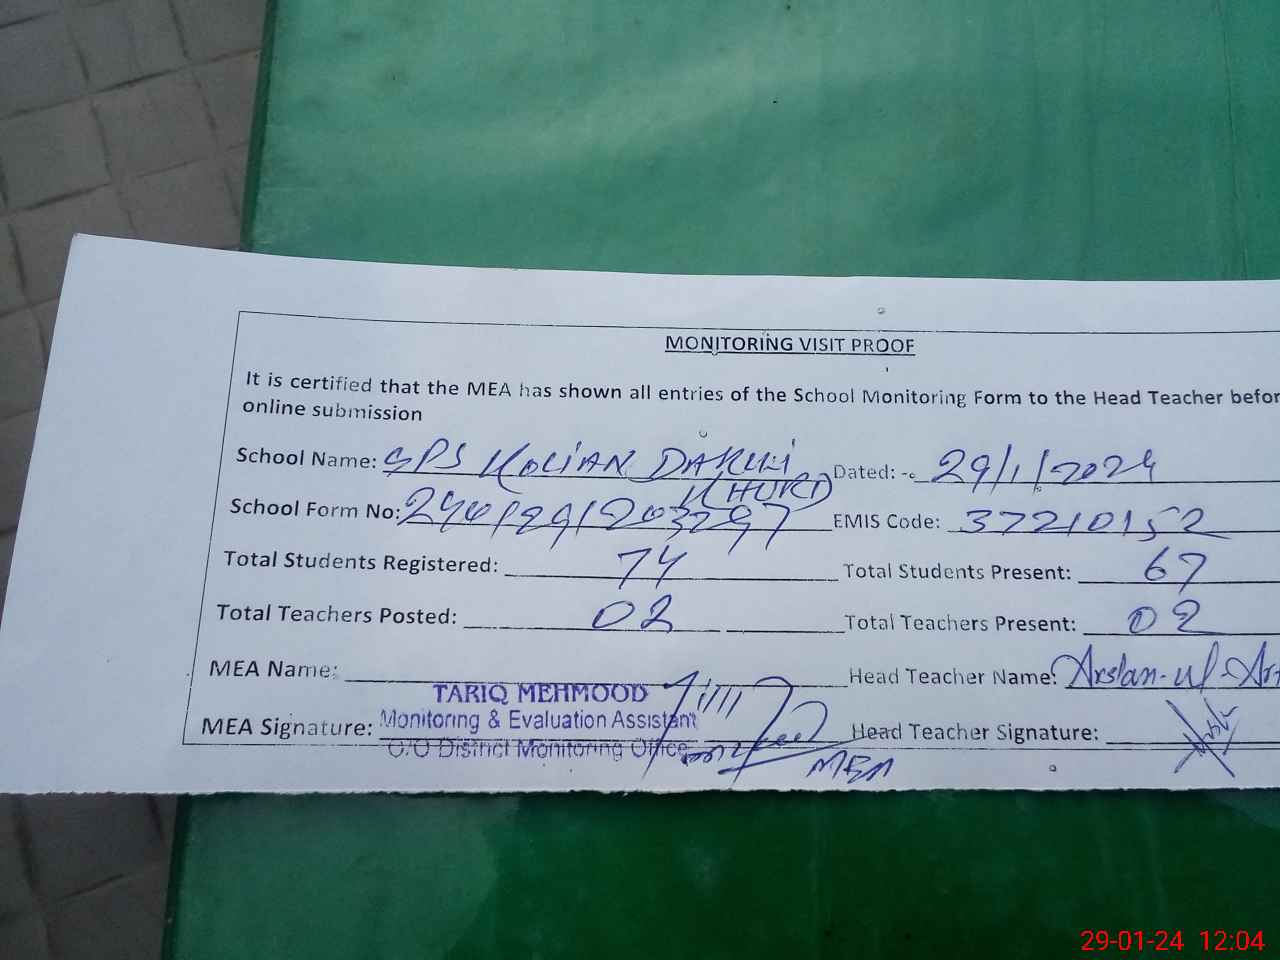 MONITORING VISIT PROOF
It is certified that the MEA has shown all entries of the School Monitoring Form to the Head Teacher befor
online submission
School Name: GPS KOLIAN DAKHLI KHURD Dated: 29/1/2024
School Form No: EMIS Code: 37210152
Total Students Registered: 74 Total Students Present: 67
Total Teachers Posted: 02 Total Teachers Present: 02
MEA Name: Head Teacher Name: Arslan-ul-
TARIQ MEHMOOD
MEA Signature: Monitoring & Evaluation Assistant Head Teacher Signature:
O/O District Monitoring Office
MEA
29-01-24 12:04